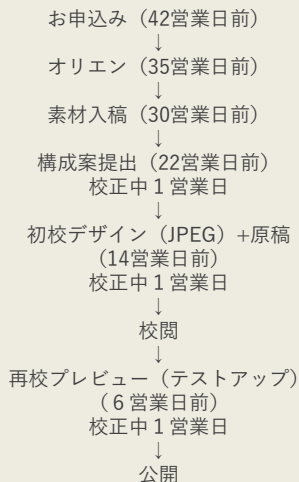 お申込み（42営業日前）
↓
オリエン（35営業日前）
↓
素材入稿（30営業日前）
↓
構成案提出（22営業日前）
校正中１営業日
↓
初校デザイン（JPEG）+原稿
（14営業日前）
校正中１営業日
↓
校閲
↓
再校プレビュー（テストアップ）
（６営業日前）
校正中１営業日
↓
公開